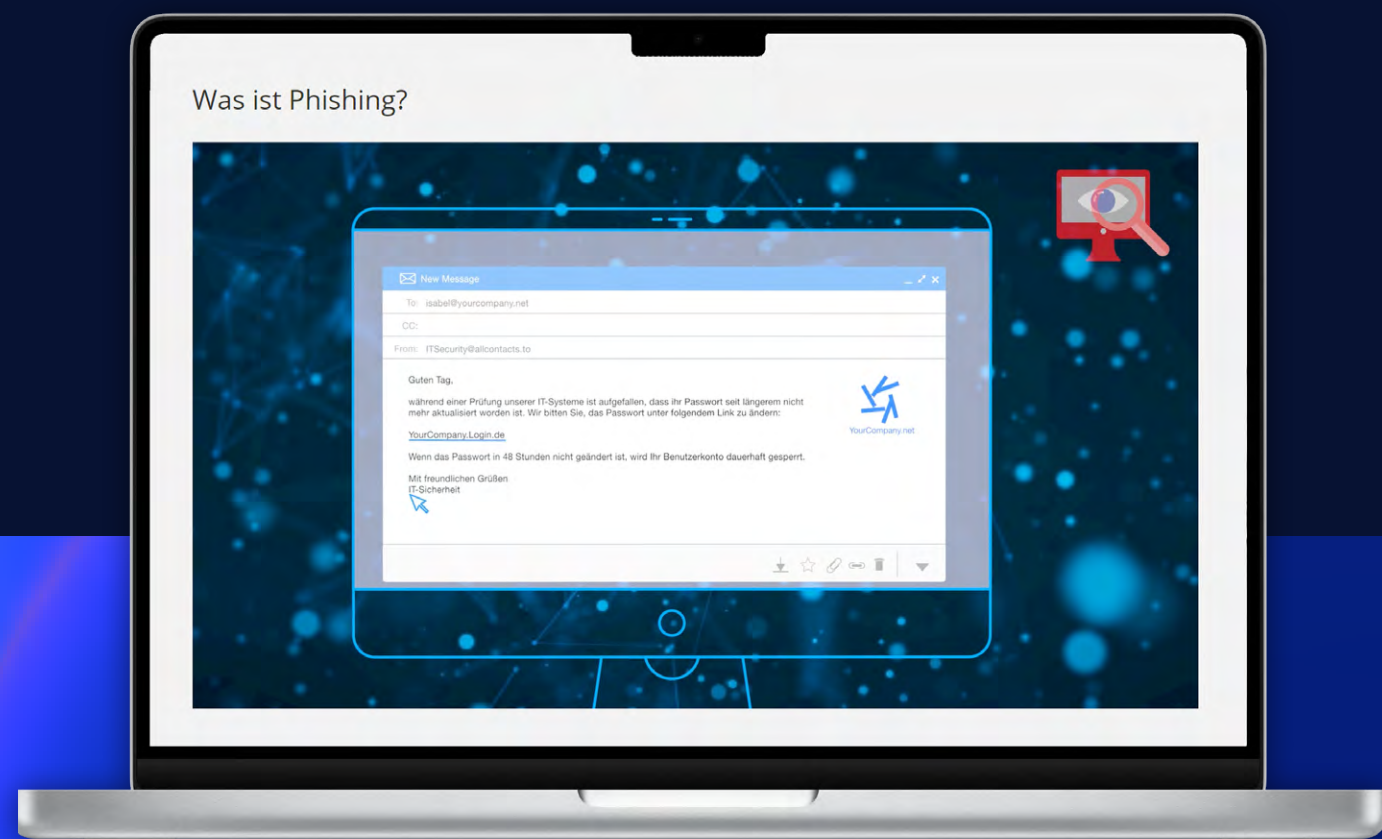 Was ist Phishing?
New Message
To: isabel@yourcompany.net
CC:
From: ITSecurity@allcontacts.to
Guten Tag,
während einer Prüfung unserer IT-Systeme ist aufgefallen, dass ihr Passwort seit längerem nicht
mehr aktualisiert worden ist. Wir bitten Sie, das Passwort unter folgendem Link zu ändern:
YourCompany.Login.de
Wenn das Passwort in 48 Stunden nicht geändert ist, wird Ihr Benutzerkonto dauerhaft gesperrt.
Mit freundlichen Grüßen
IT-Sicherheit
YourCompany.net